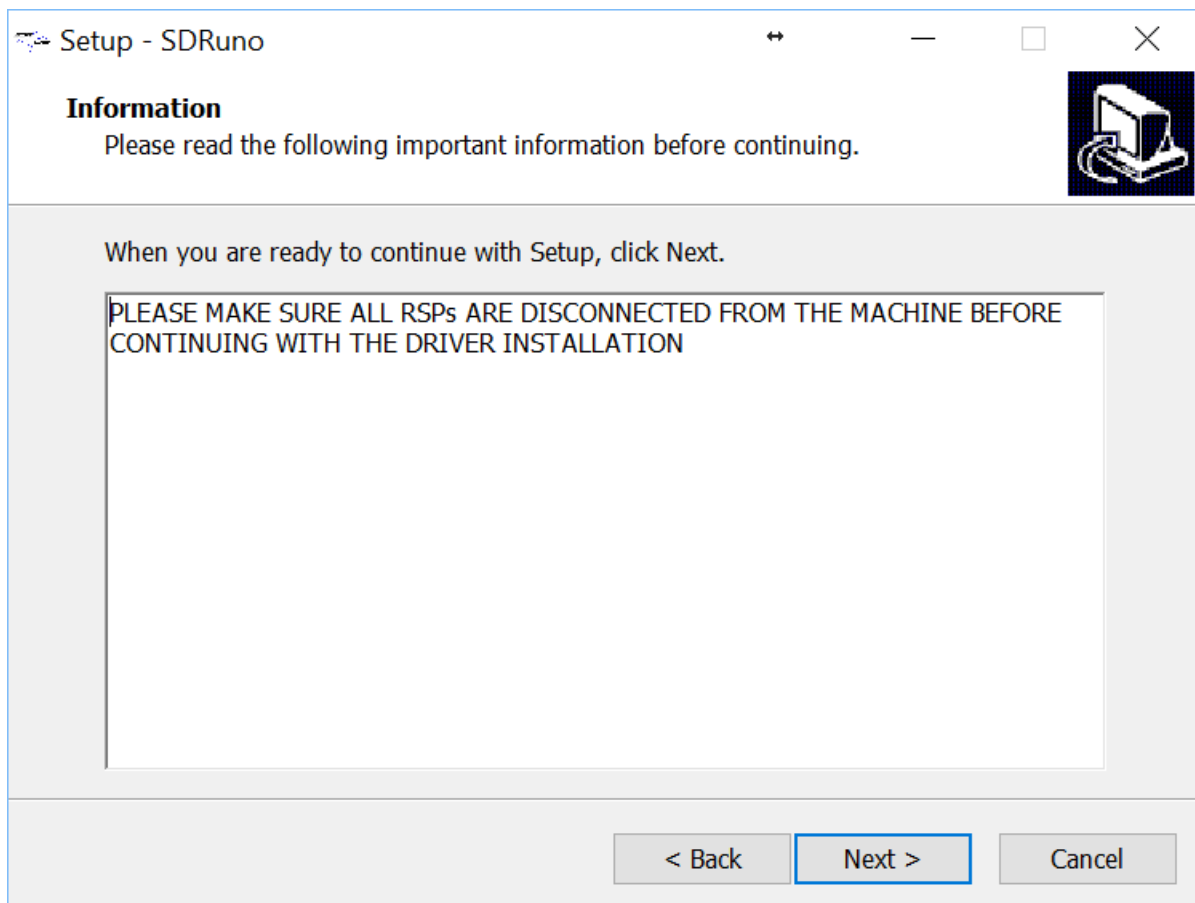 Setup - SDRuno
Information
Please read the following important information before continuing.
When you are ready to continue with Setup, click Next.
PLEASE MAKE SURE ALL RSPs ARE DISCONNECTED FROM THE MACHINE BEFORE
CONTINUING WITH THE DRIVER INSTALLATION
< Back Next > Cancel